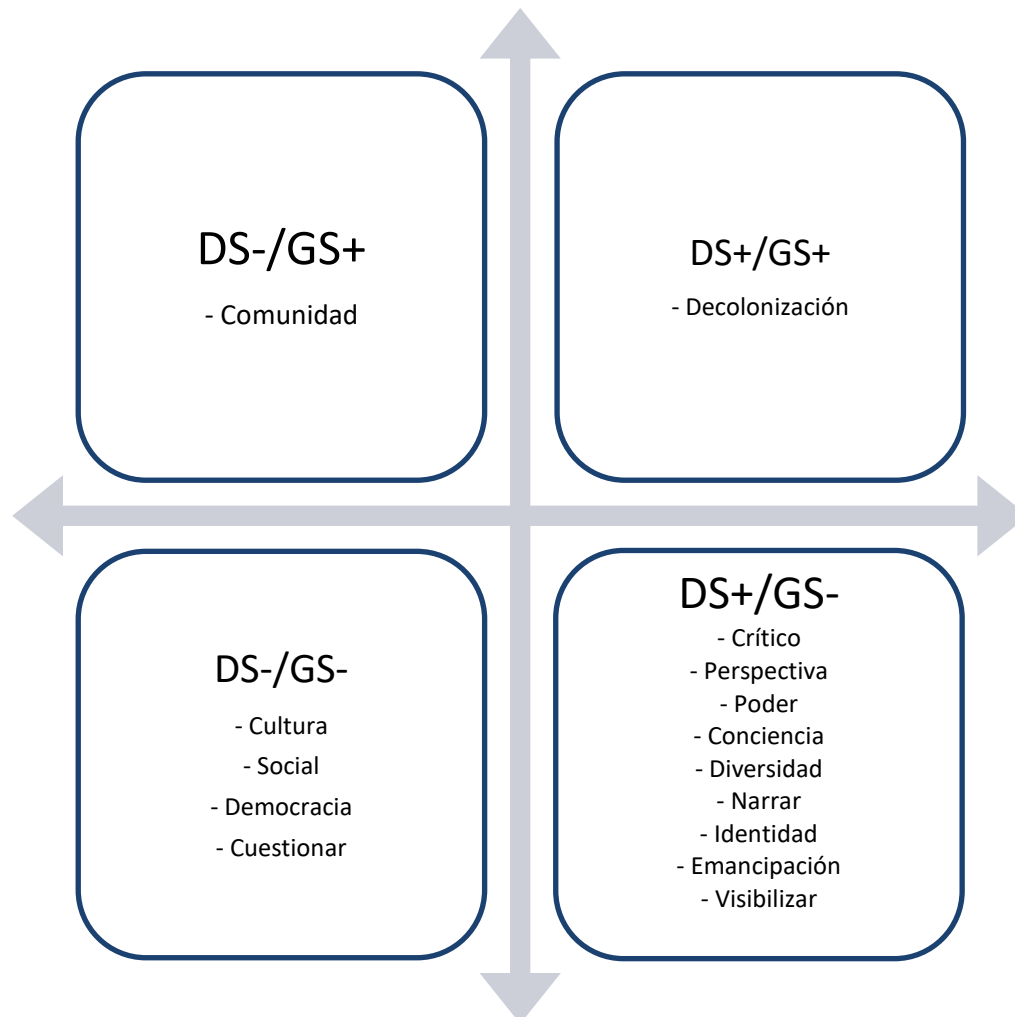 DS-/GS+
- Comunidad
DS+/GS+
- Decolonización
DS-/GS-
- Cultura
- Social
- Democracia
- Cuestionar
DS+/GS-
- Crítico
- Perspectiva
- Poder
- Conciencia
- Diversidad
- Narrar
- Identidad
- Emancipación
- Visibilizar